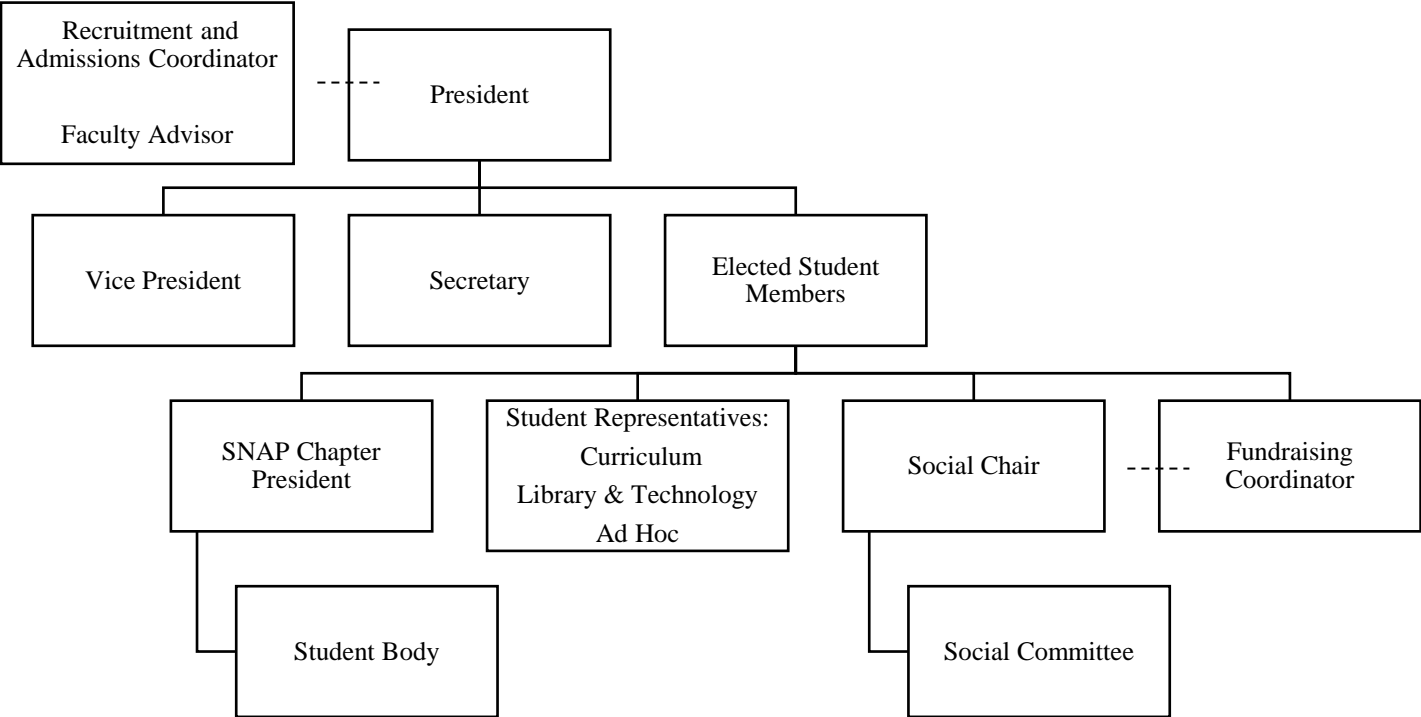 Recruitment and
Admissions Coordinator
Faculty Advisor
President
Vice President
Secretary
Elected Student
Members
SNAP Chapter
President
Student Representatives:
Curriculum
Library & Technology
Ad Hoc
Social Chair
Fundraising
Coordinator
Student Body
Social Committee